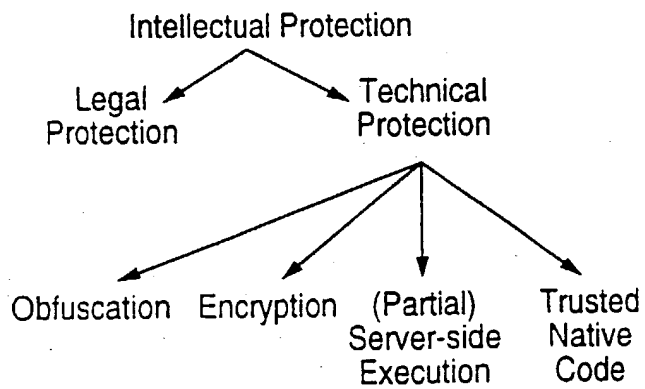 Intellectual Protection
Legal
Protection
Technical
Protection
Obfuscation
Encryption
(Partial)
Server-side
Execution
Trusted
Native
Code